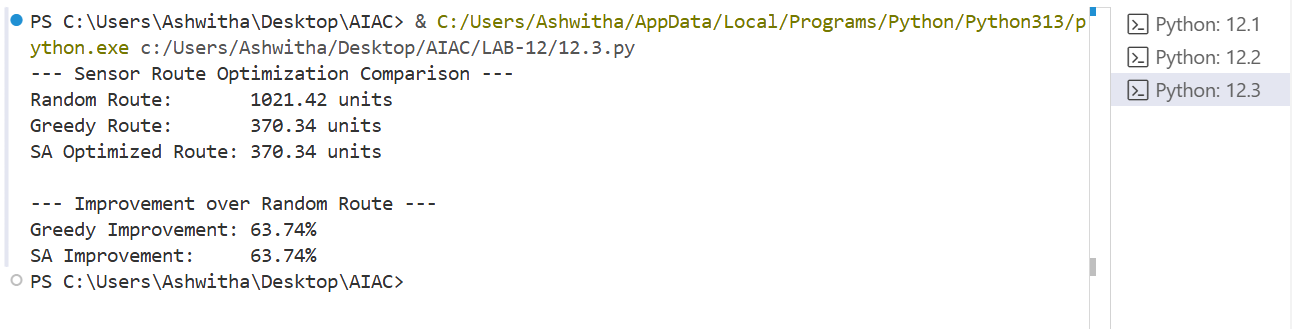 PS C:\Users\Ashwitha\Desktop\AIAC> & C:/Users/Ashwitha/AppData/Local/Programs/Python/Python313/p
ython.exe c:/Users/Ashwitha/Desktop/AIAC/LAB-12/12.3.py
--- Sensor Route Optimization Comparison ---
Random Route:       1021.42 units
Greedy Route:       370.34 units
SA Optimized Route: 370.34 units

--- Improvement over Random Route ---
Greedy Improvement: 63.74%
SA Improvement:     63.74%
PS C:\Users\Ashwitha\Desktop\AIAC>
Python: 12.1
Python: 12.2
Python: 12.3